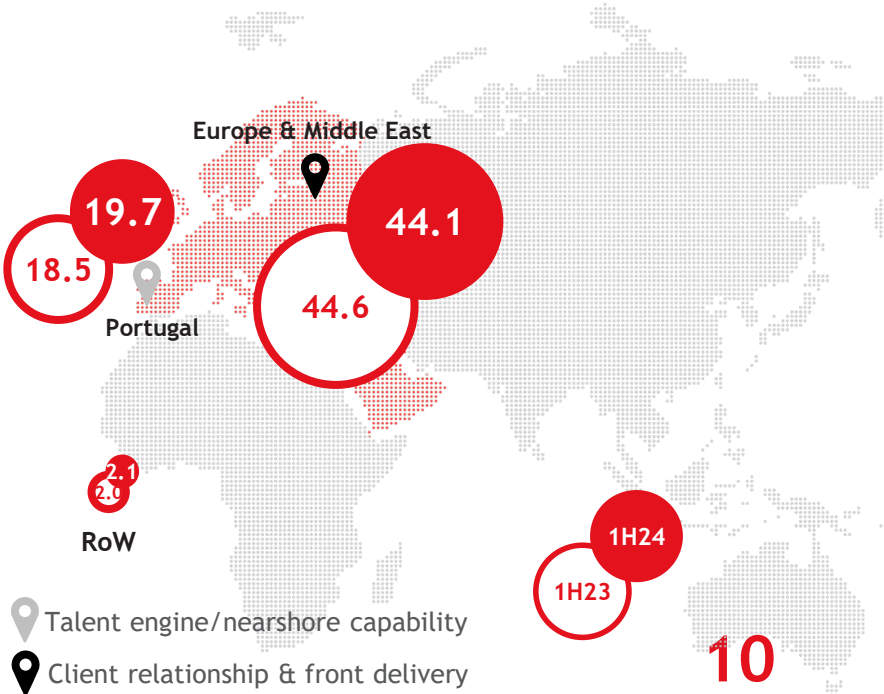 Europe & Middle East
19.7
44.1
18.5
44.6
Portugal
2.1
2.0
RoW
1H24
1H23
Talent engine/nearshore capability
10
Client relationship & front delivery